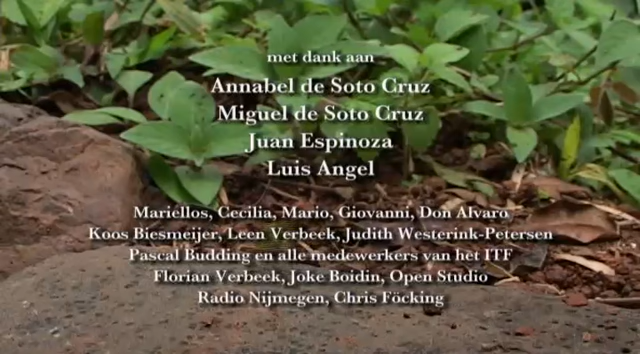 met dank aan
Annabel de Soto Cruz
Miguel de Soto Cruz
Juan Espinoza
Luis Angel
Mariellos, Cecilia, Mario, Giovanni, Don Alvaro
Koos Biesmeijer, Leen Verbeek, Judith Westerink-Petersen
Pascal Budding en alle medewerkers van het ITF
Florian Verbeek, Joke Boidin, Open Studio
Radio Nijmegen, Chris Föcking